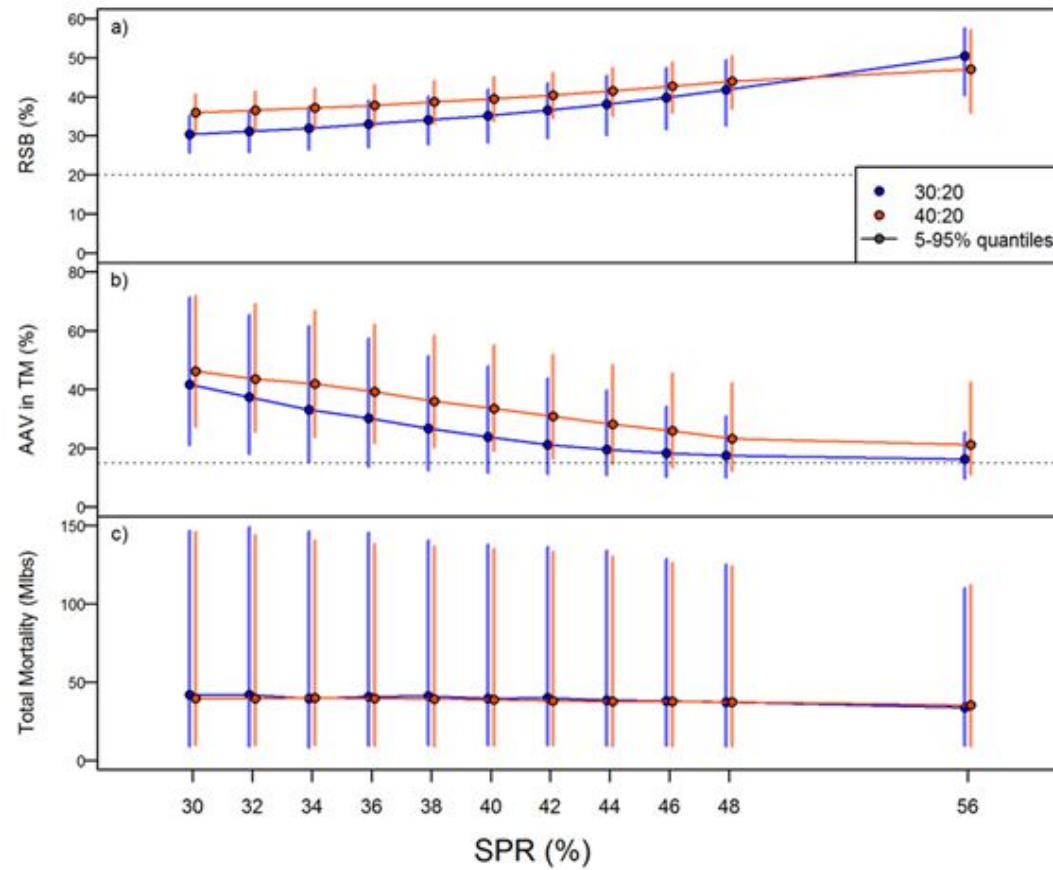 a)
RSB (%)
60
50
40
30
20
10
0
30:20
40:20
5-95% quantiles
b)
AAV in TM (%)
80
60
40
20
0
c)
Total Mortality (Mlbs)
150
100
50
0
30 32 34 36 38 40 42 44 46 48 56
SPR (%)